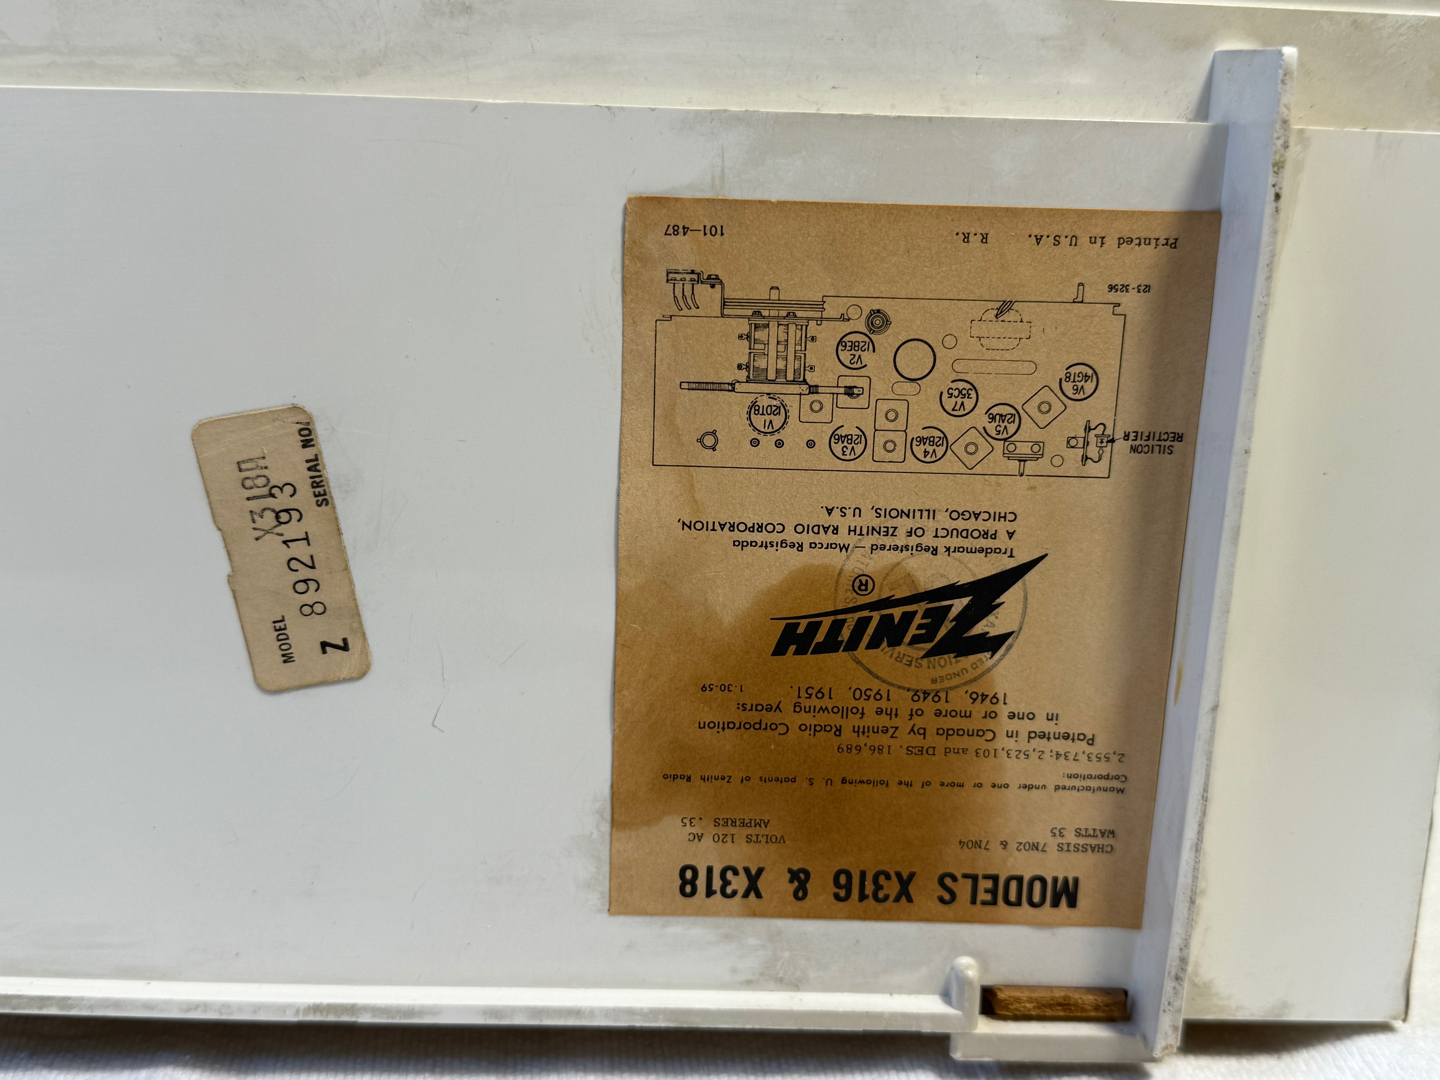 MODELS X316 & X318
CHASSIS 7N02 & 7N04 VOLTS 120 AC
WATTS 35 AMPERES .35
Manufactured under one or more of the following U. S. patents of Zenith Radio
Corporation:
2,553,734; 2,523,103 and DES. 186,689
Patented in Canada by Zenith Radio Corporation
in one or more of the following years:
1946, 1949, 1950, 1951. 1-30-59
UNDER
TION SERVI
ZENITH ®
Trademark Registered — Marca Registrada
A PRODUCT OF ZENITH RADIO CORPORATION,
CHICAGO, ILLINOIS, U.S.A.
SILICON
RECTIFIER
V5
12AU6
V4
12BA6
V3
12BA6
V1
12DT8
V6
14GT8
V7
35C5
V2
12BE6
123-3256
Printed in U.S.A. R.R. 101-487
MODEL X318A
Z 8921193
SERIAL NO.